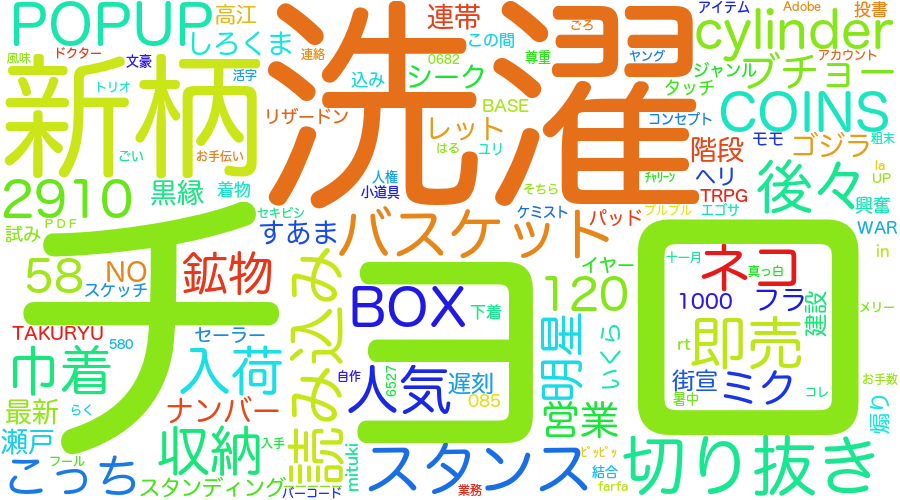 POPUP
高江
しろくま
連帯
この間
0682
ごろ
尊重
ヤング
アイテム
Adobe
投書
cylinder
ジャンル
アカウント
ブチョー
タッチ
風味
ドクター
文豪
活字
連絡
込み
シーク
トリオ
新柄
洗濯
リザードン
BASE
レット
コンセプト
COINS
ごい
お手伝い
はる
ユリ
階段
モモ
ゴジラ
粗末
2910
黒縁
着物
人権
小道具
そちら
ヘリ
ﾁｬﾘｰﾝ
TRPG
後々
la
UP
興奮
試み
PDF
セキビシ
すあま
バスケット
ケミスト
パッド
プルプル
エゴサ
WAR
in
チョロ
58
NO
スケッチ
鉱物
読み込み
BOX
下着
イヤー
120
十一月
真っ白
ネコ
1000
フラ
建設
メリー
TAKURYU
セーラー
580
明星
いくら
rt
即売
巾着
入荷
自作
人気
6527
遅刻
085
街宣
ミク
暑中
コレ
お手数
最新
らく
ナンバー
営業
煽り
瀬戸
収納
入手
mituki
スタンス
ﾋﾟｯﾋﾟｯ
結合
切り抜き
こっち
フール
スタンディング
バーコード
業務
farfa